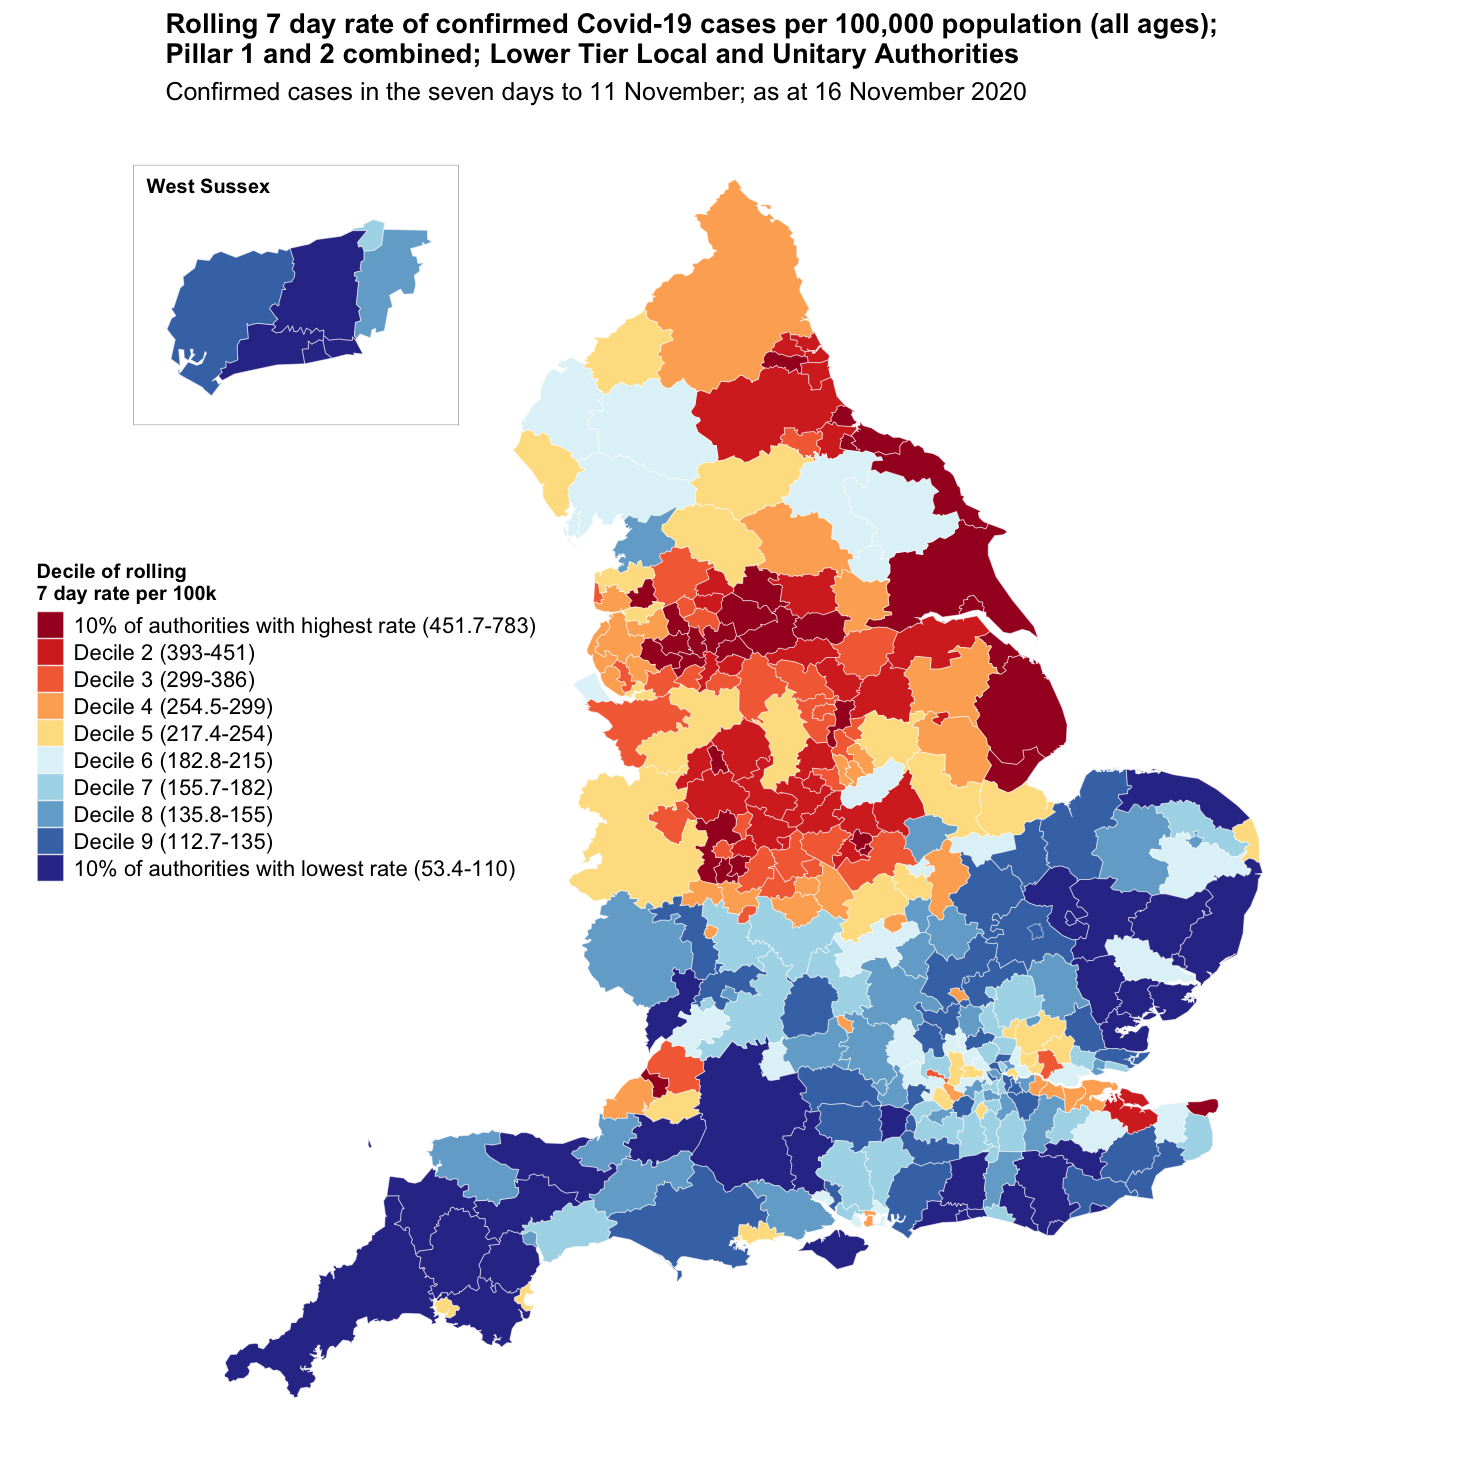 Rolling 7 day rate of confirmed Covid-19 cases per 100,000 population (all ages);
Pillar 1 and 2 combined; Lower Tier Local and Unitary Authorities
Confirmed cases in the seven days to 11 November; as at 16 November 2020
West Sussex
Decile of rolling
7 day rate per 100k
10% of authorities with highest rate (451.7-783)
Decile 2 (393-451)
Decile 3 (299-386)
Decile 4 (254.5-299)
Decile 5 (217.4-254)
Decile 6 (182.8-215)
Decile 7 (155.7-182)
Decile 8 (135.8-155)
Decile 9 (112.7-135)
10% of authorities with lowest rate (53.4-110)